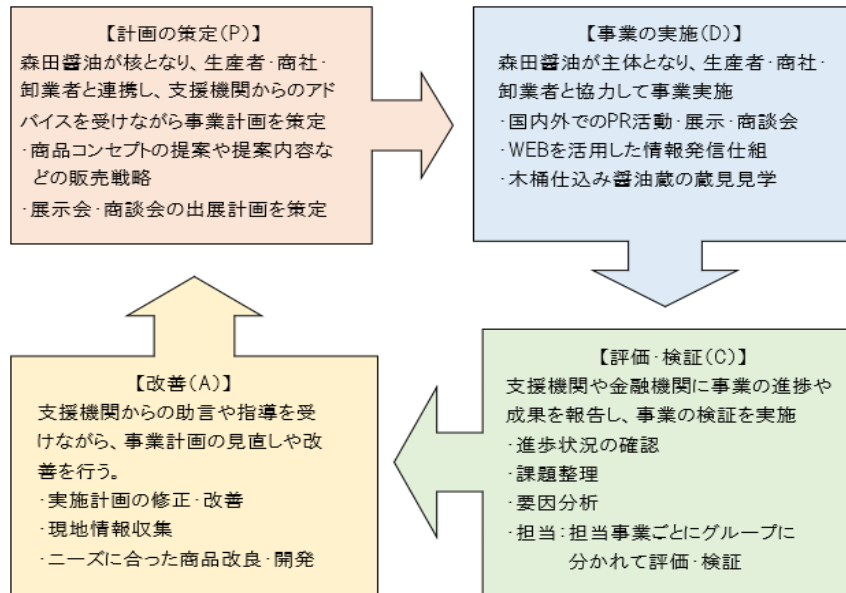 【計画の策定(P)】
森田醤油が核となり、生産者・商社・
卸業者と連携し、支援機関からのアド
バイスを受けながら事業計画を策定
・商品コンセプトの提案や提案内容な
どの販売戦略
・展示会・商談会の出展計画を策定
【事業の実施(D)】
森田醤油が主体となり、生産者・商社・
卸業者と協力して事業実施
・国内外でのPR活動・展示・商談会
・WEBを活用した情報発信仕組
・木桶仕込み醤油蔵の蔵見見学
【評価・検証(C)】
支援機関や金融機関に事業の進捗や
成果を報告し、事業の検証を実施
・進歩状況の確認
・課題整理
・要因分析
・担当：担当事業ごとにグループに
分かれて評価・検証
【改善(A)】
支援機関からの助言や指導を受
けながら、事業計画の見直しや改
善を行う。
・実施計画の修正・改善
・現地情報収集
・ニーズに合った商品改良・開発